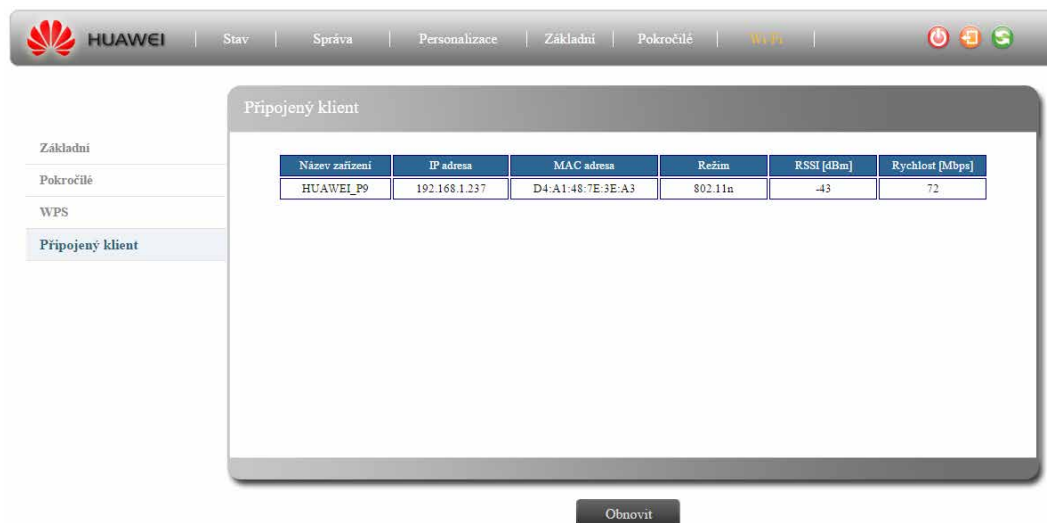 HUAWEI | Stav | Správa | Personalizace | Základní | Pokročilé | Wi-Fi |
Připojený klient
Základní
Pokročilé
WPS
Připojený klient
Název zařízení IP adresa MAC adresa Režim RSSI [dBm] Rychlost [Mbps]
HUAWEI_P9 192.168.1.237 D4:A1:48:7E:3E:A3 802.11n -43 72
Obnovit